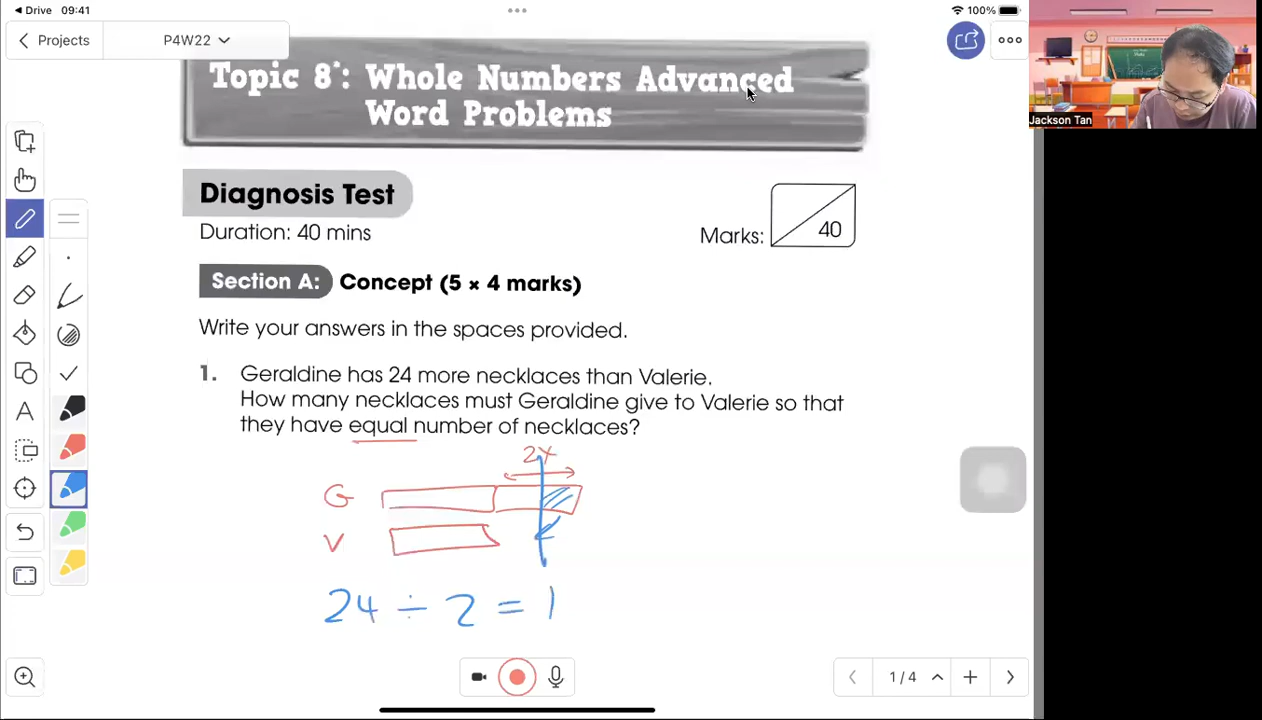 Drive 09:41
100%
Projects
P4W22
Topic 8*: Whole Numbers Advanced
Word Problems
Diagnosis Test
Duration: 40 mins
Marks:
40
Section A: Concept (5 × 4 marks)
Write your answers in the spaces provided.
1. Geraldine has 24 more necklaces than Valerie.
How many necklaces must Geraldine give to Valerie so that
they have equal number of necklaces?
24
G
V
24 ÷ 2 = 1
1 / 4
Jackson Tan
A